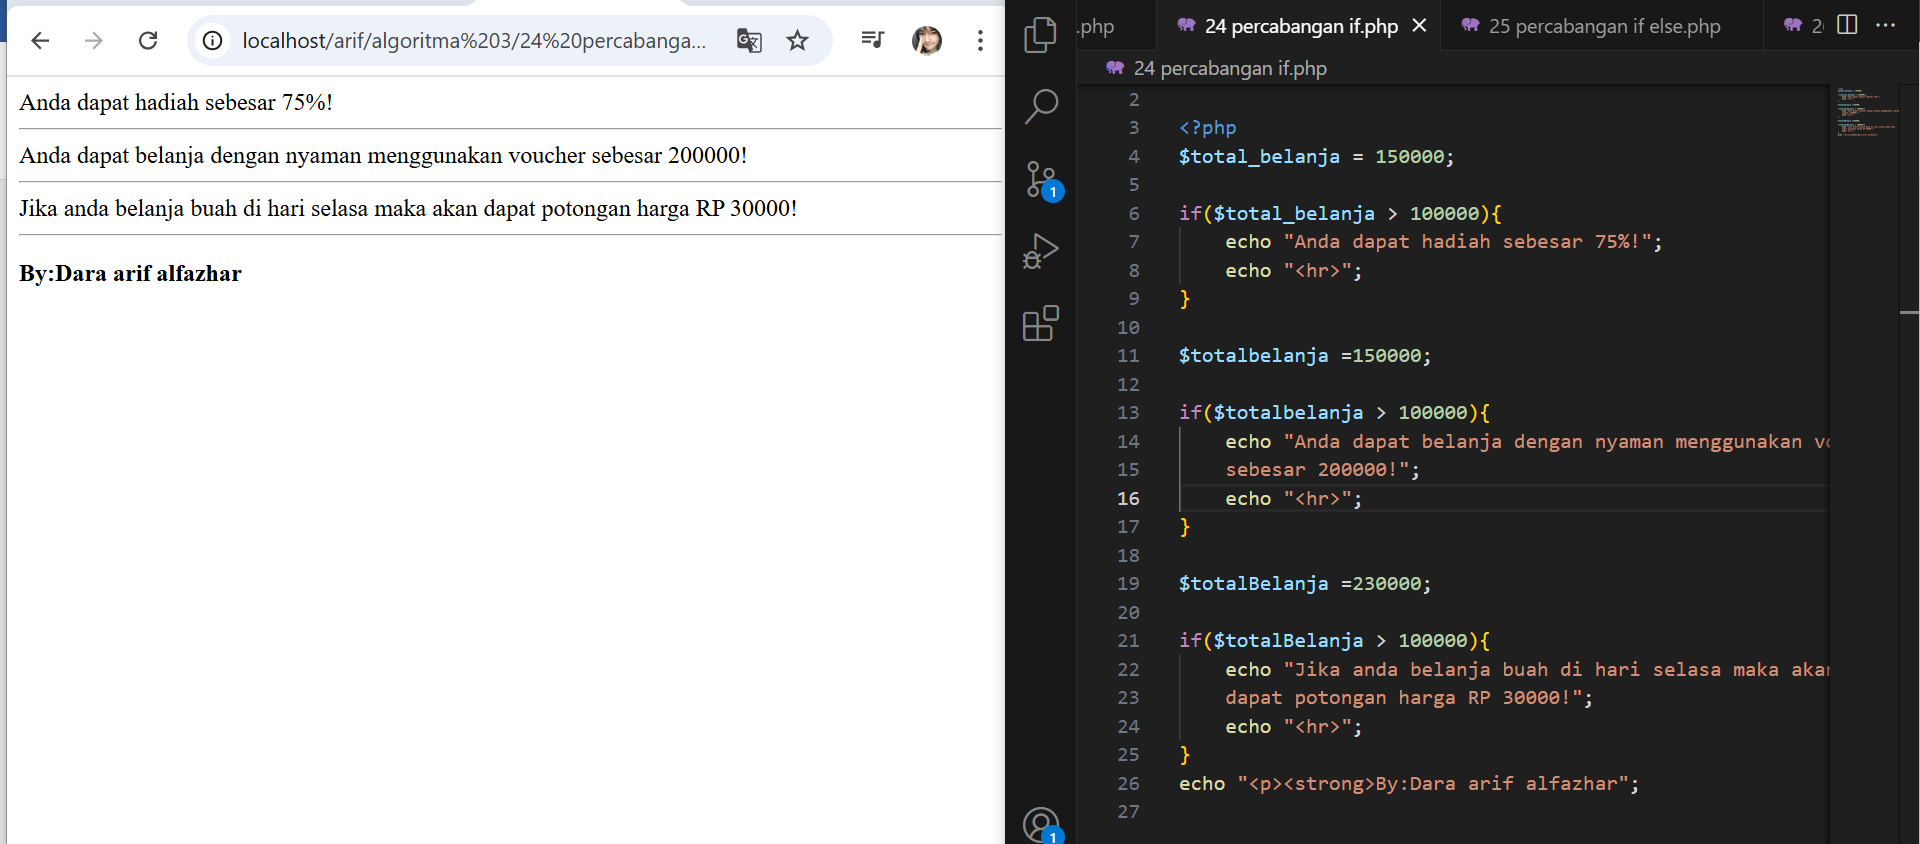 localhost/arif/algoritma%203/24%20percabanga...
Anda dapat hadiah sebesar 75%!
Anda dapat belanja dengan nyaman menggunakan voucher sebesar 200000!
Jika anda belanja buah di hari selasa maka akan dapat potongan harga RP 30000!
By:Dara arif alfazhar
.php
24 percabangan if.php
25 percabangan if else.php
24 percabangan if.php
1
1
2
3 <?php
4 $total_belanja = 150000;
5
6 if($total_belanja > 100000){
7 echo "Anda dapat hadiah sebesar 75%!";
8 echo "<hr>";
9 }
10
11 $totalbelanja =150000;
12
13 if($totalbelanja > 100000){
14 echo "Anda dapat belanja dengan nyaman menggunakan
15 sebesar 200000!";
16 echo "<hr>";
17 }
18
19 $totalBelanja =230000;
20
21 if($totalBelanja > 100000){
22 echo "Jika anda belanja buah di hari selasa maka akan
23 dapat potongan harga RP 30000!";
24 echo "<hr>";
25 }
26 echo "<p><strong>By:Dara arif alfazhar";
27